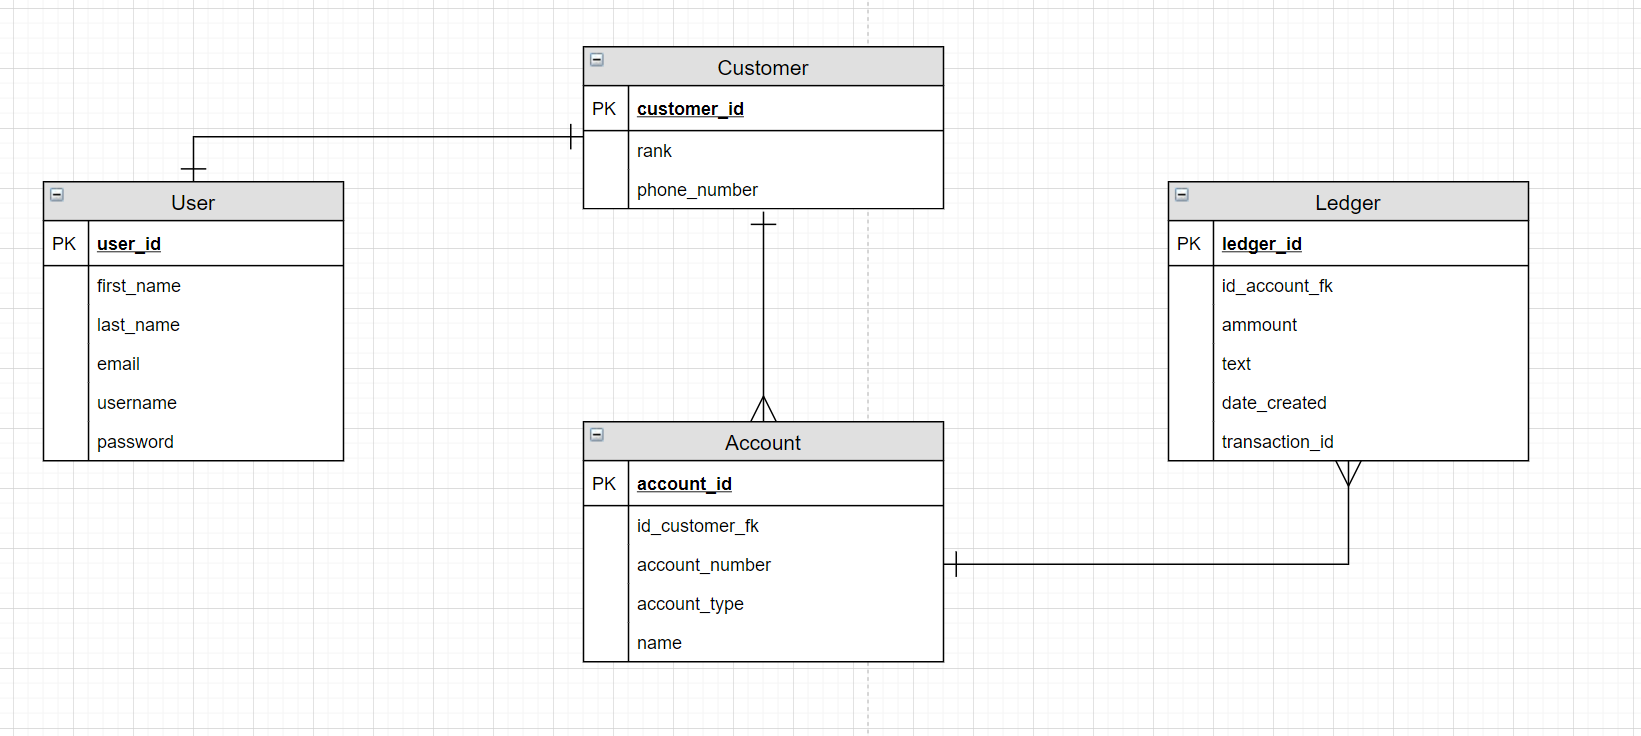 Customer
PK customer_id
rank
phone_number
User
PK user_id
first_name
last_name
email
username
password
Ledger
PK ledger_id
id_account_fk
ammount
text
date_created
transaction_id
Account
PK account_id
id_customer_fk
account_number
account_type
name